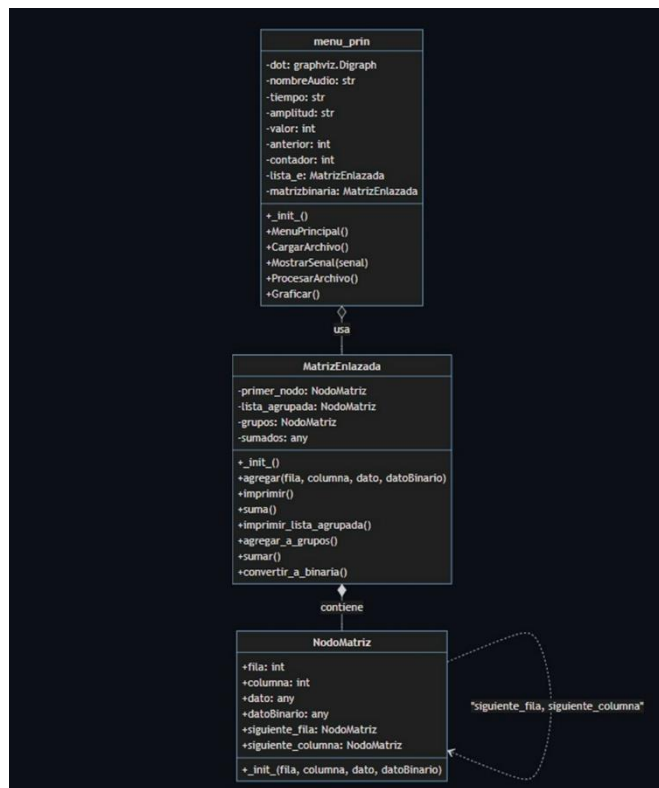 menu_prin
-dot: graphviz.Digraph
-nombreAudio: str
-tiempo: str
-amplitud: str
-valor: int
-anterior: int
-contador: int
-lista_e: MatrizEnlazada
-matrizbinaria: MatrizEnlazada
+_init_()
+MenuPrincipal()
+CargarArchivo()
+MostrarSenal(senal)
+ProcesarArchivo()
+Graficar()
usa
MatrizEnlazada
-primer_nodo: NodoMatriz
-lista_agrupada: NodoMatriz
-grupos: NodoMatriz
-sumados: any
+_init_()
+agregar(fila, columna, dato, datoBinario)
+imprimir()
+suma()
+imprimir_lista_agrupada()
+agregar_a_grupos()
+sumar()
+convertir_a_binaria()
contiene
NodoMatriz
+fila: int
+columna: int
+dato: any
+datoBinario: any
+siguiente_fila: NodoMatriz
+siguiente_columna: NodoMatriz
+_init_(fila, columna, dato, datoBinario)
"siguiente_fila, siguiente_columna"